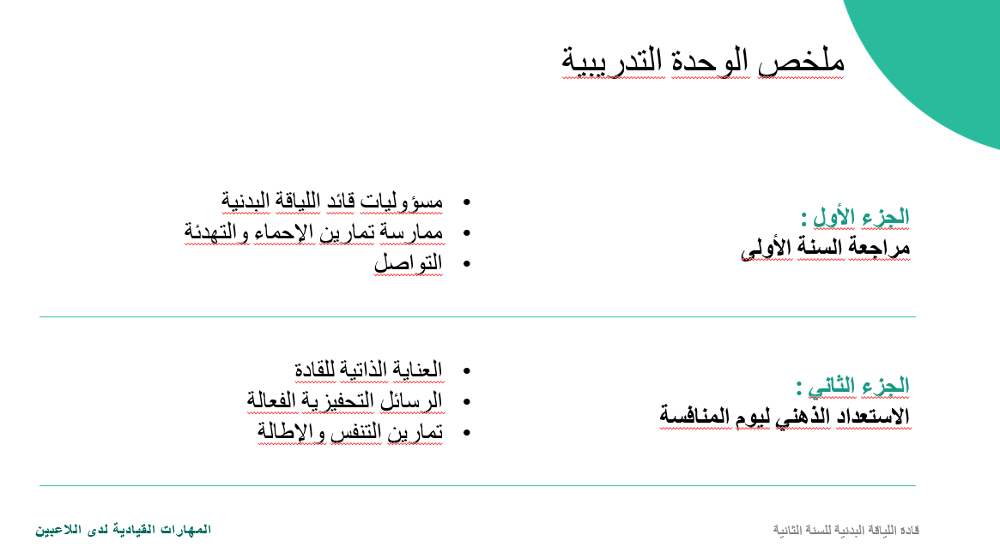 ملخص الوحدة التدريبية
الجزء الأول :
مراجعة السنة الأولى
• مسؤوليات قائد اللياقة البدنية
• ممارسة تمارين الإحماء والتهدئة
• التواصل
الجزء الثاني :
الاستعداد الذهني ليوم المنافسة
• العناية الذاتية للقادة
• الرسائل التحفيزية الفعالة
• تمارين التنفس والإطالة
قادة اللياقة البدنية للسنة الثانية
المهارات القيادية لدى اللاعبين